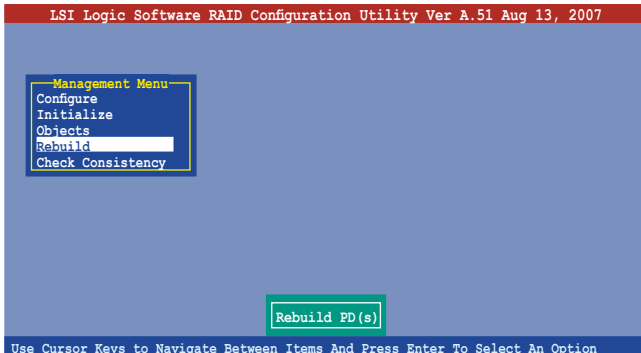 LSI Logic Software RAID Configuration Utility Ver A.51 Aug 13, 2007
Management Menu
Configure
Initialize
Objects
Rebuild
Check Consistency
Rebuild PD(s)
Use Cursor Keys to Navigate Between Items And Press Enter To Select An Option